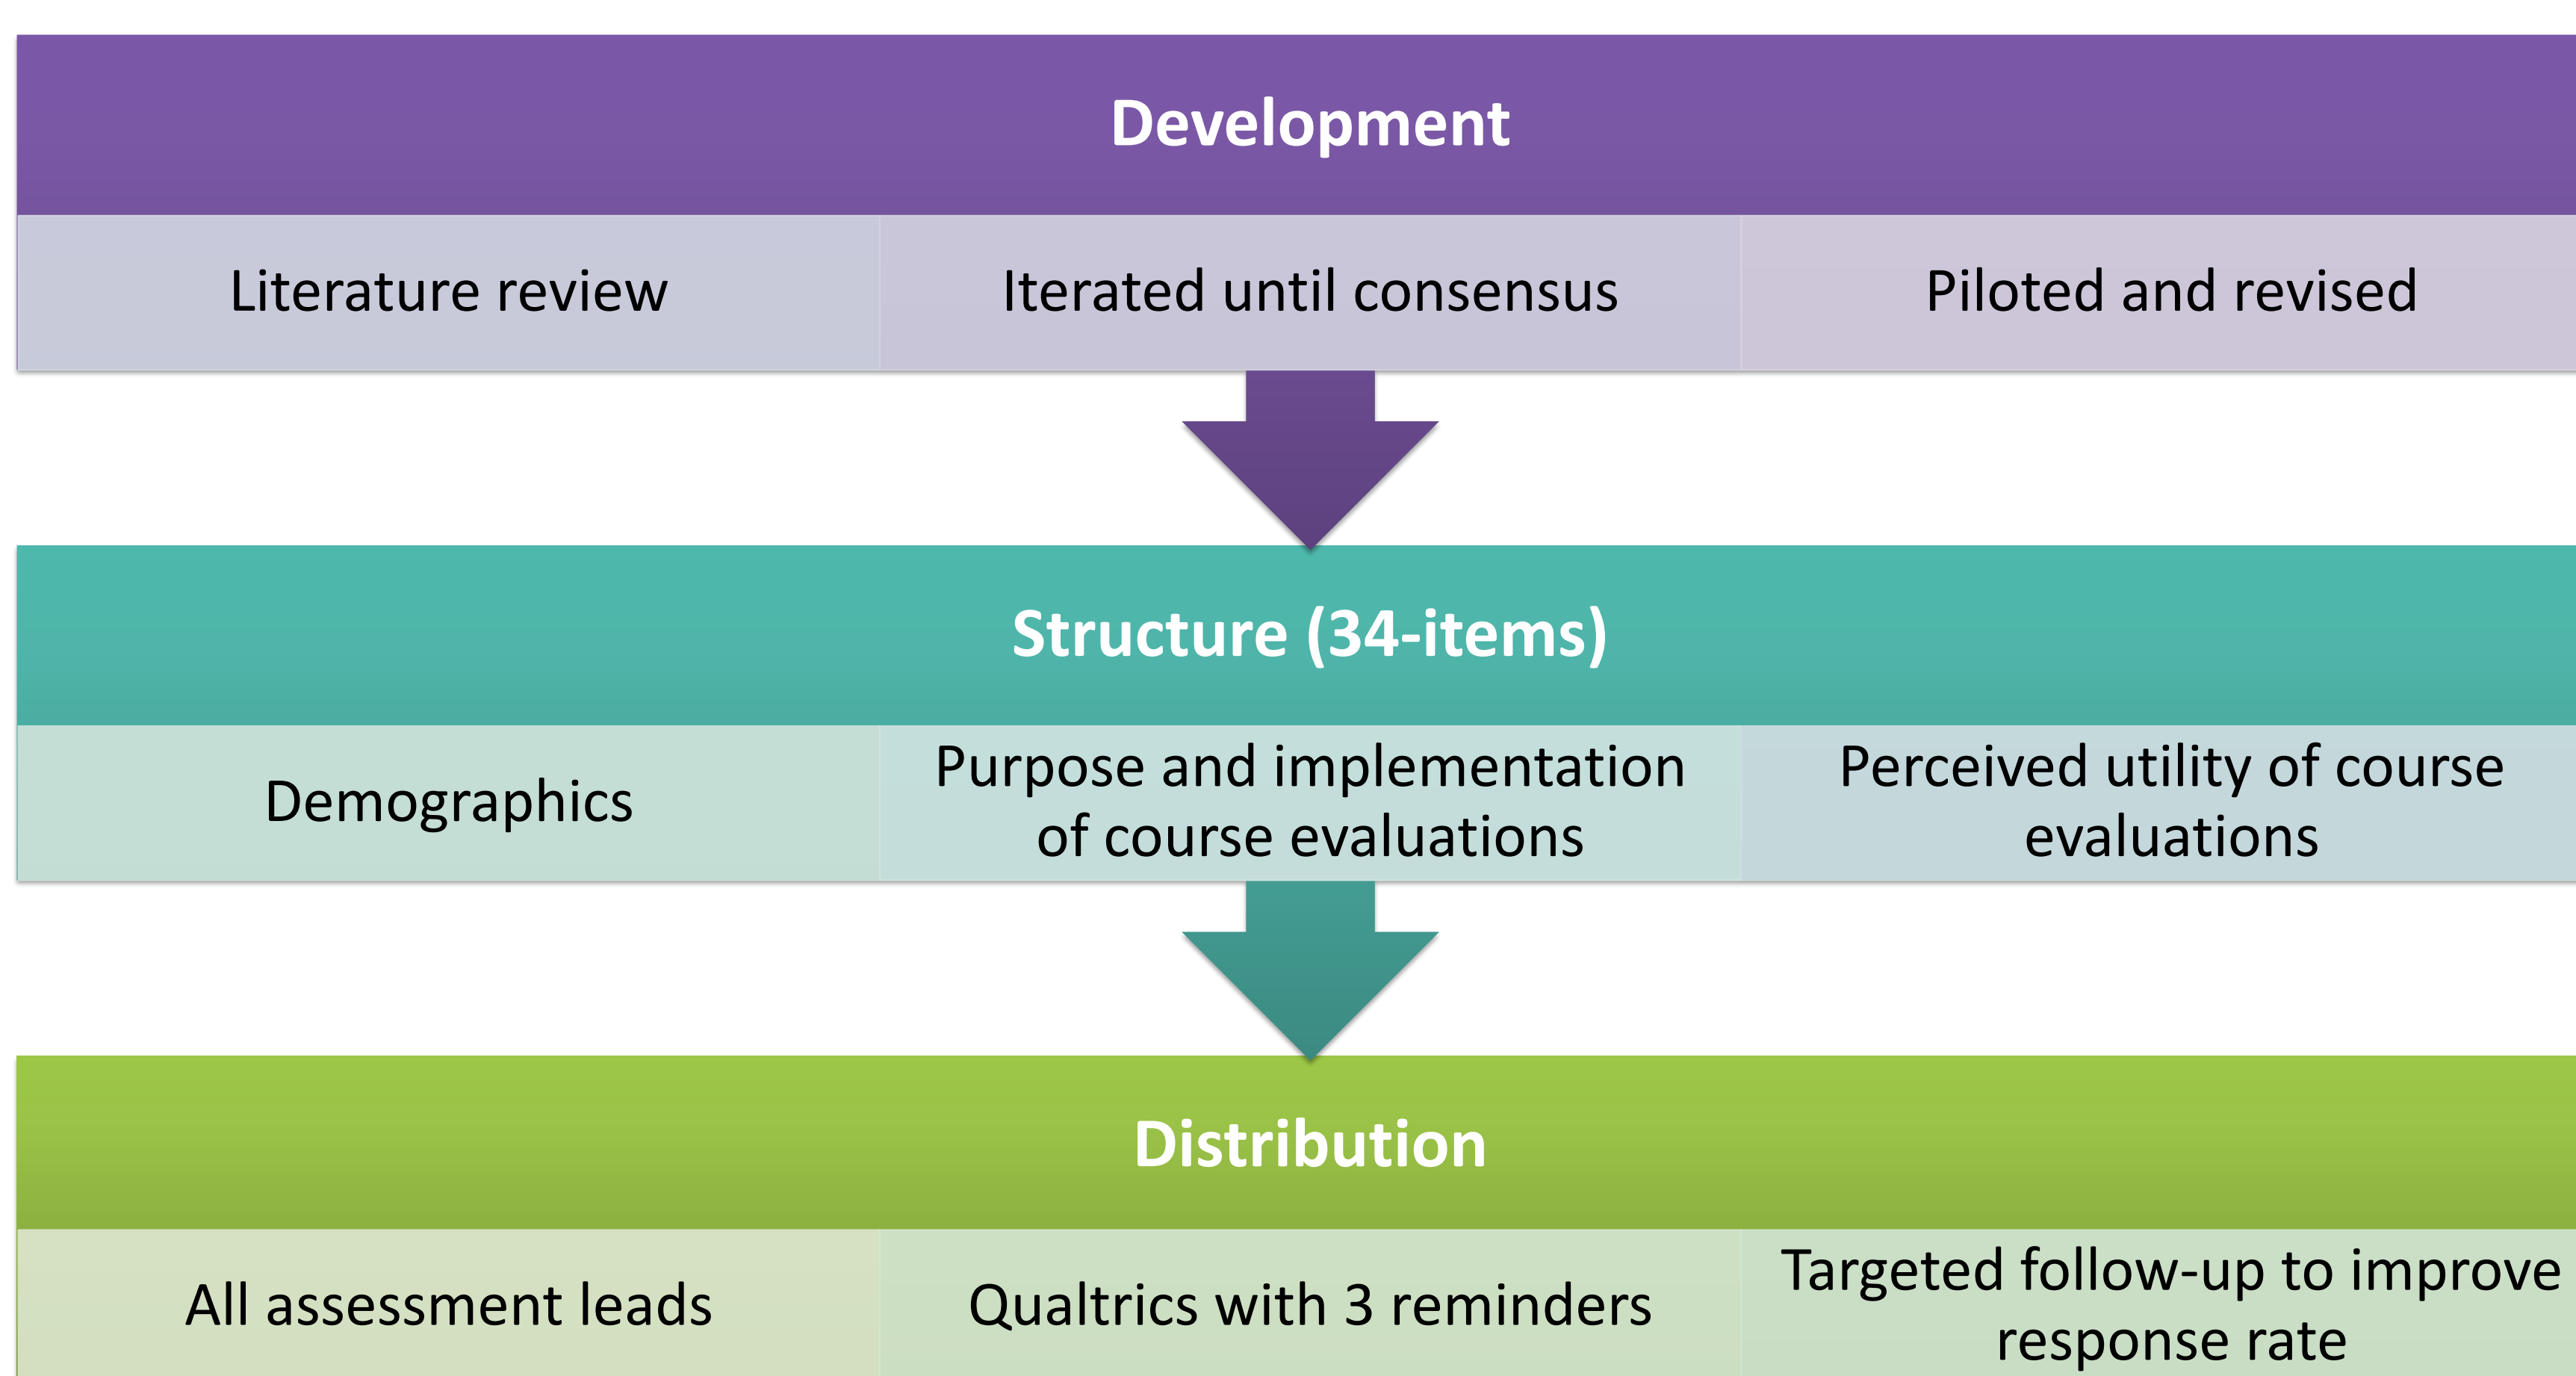 Development
Literature review
Iterated until consensus
Piloted and revised
Structure (34-items)
Demographics
Purpose and implementation
of course evaluations
Perceived utility of course
evaluations
Distribution
All assessment leads
Qualtrics with 3 reminders
Targeted follow-up to improve
response rate